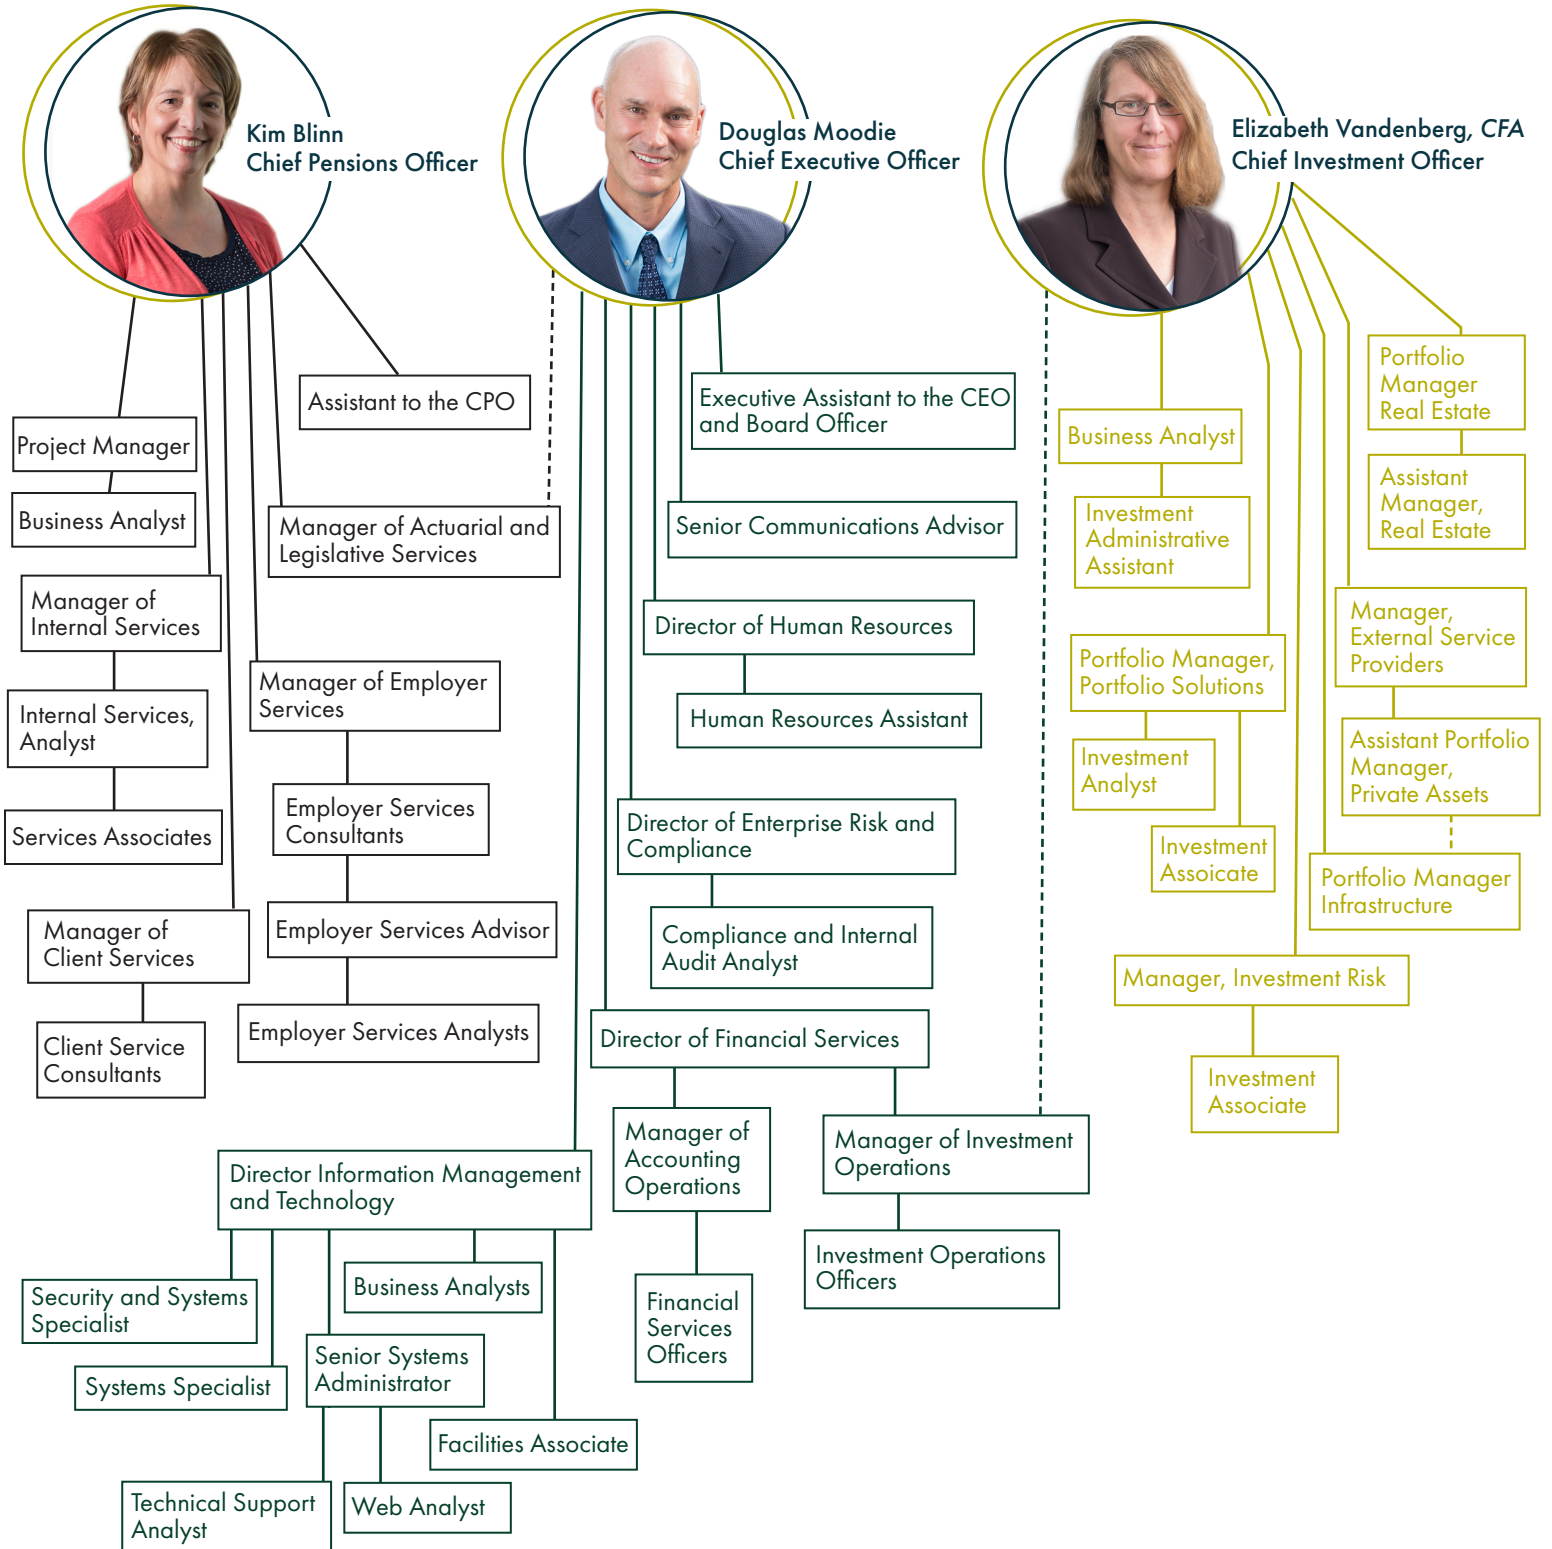 Kim Blinn
Chief Pensions Officer
Douglas Moodie
Chief Executive Officer
Elizabeth Vandenberg, CFA
Chief Investment Officer
Assistant to the CPO
Project Manager
Business Analyst
Manager of Actuarial and
Legislative Services
Manager of
Internal Services
Internal Services,
Analyst
Services Associates
Manager of Employer
Services
Employer Services
Consultants
Employer Services Advisor
Employer Services Analysts
Manager of
Client Services
Client Service
Consultants
Executive Assistant to the CEO
and Board Officer
Senior Communications Advisor
Director of Human Resources
Human Resources Assistant
Director of Enterprise Risk and
Compliance
Compliance and Internal
Audit Analyst
Director of Financial Services
Manager of
Accounting
Operations
Financial
Services
Officers
Manager of Investment
Operations
Investment Operations
Officers
Director Information Management
and Technology
Security and Systems
Specialist
Systems Specialist
Business Analysts
Senior Systems
Administrator
Facilities Associate
Technical Support
Analyst
Web Analyst
Business Analyst
Investment
Administrative
Assistant
Portfolio
Manager
Real Estate
Assistant
Manager,
Real Estate
Portfolio Manager,
Portfolio Solutions
Investment
Analyst
Investment
Assoicate
Manager,
External Service
Providers
Assistant Portfolio
Manager,
Private Assets
Portfolio Manager
Infrastructure
Manager, Investment Risk
Investment
Associate